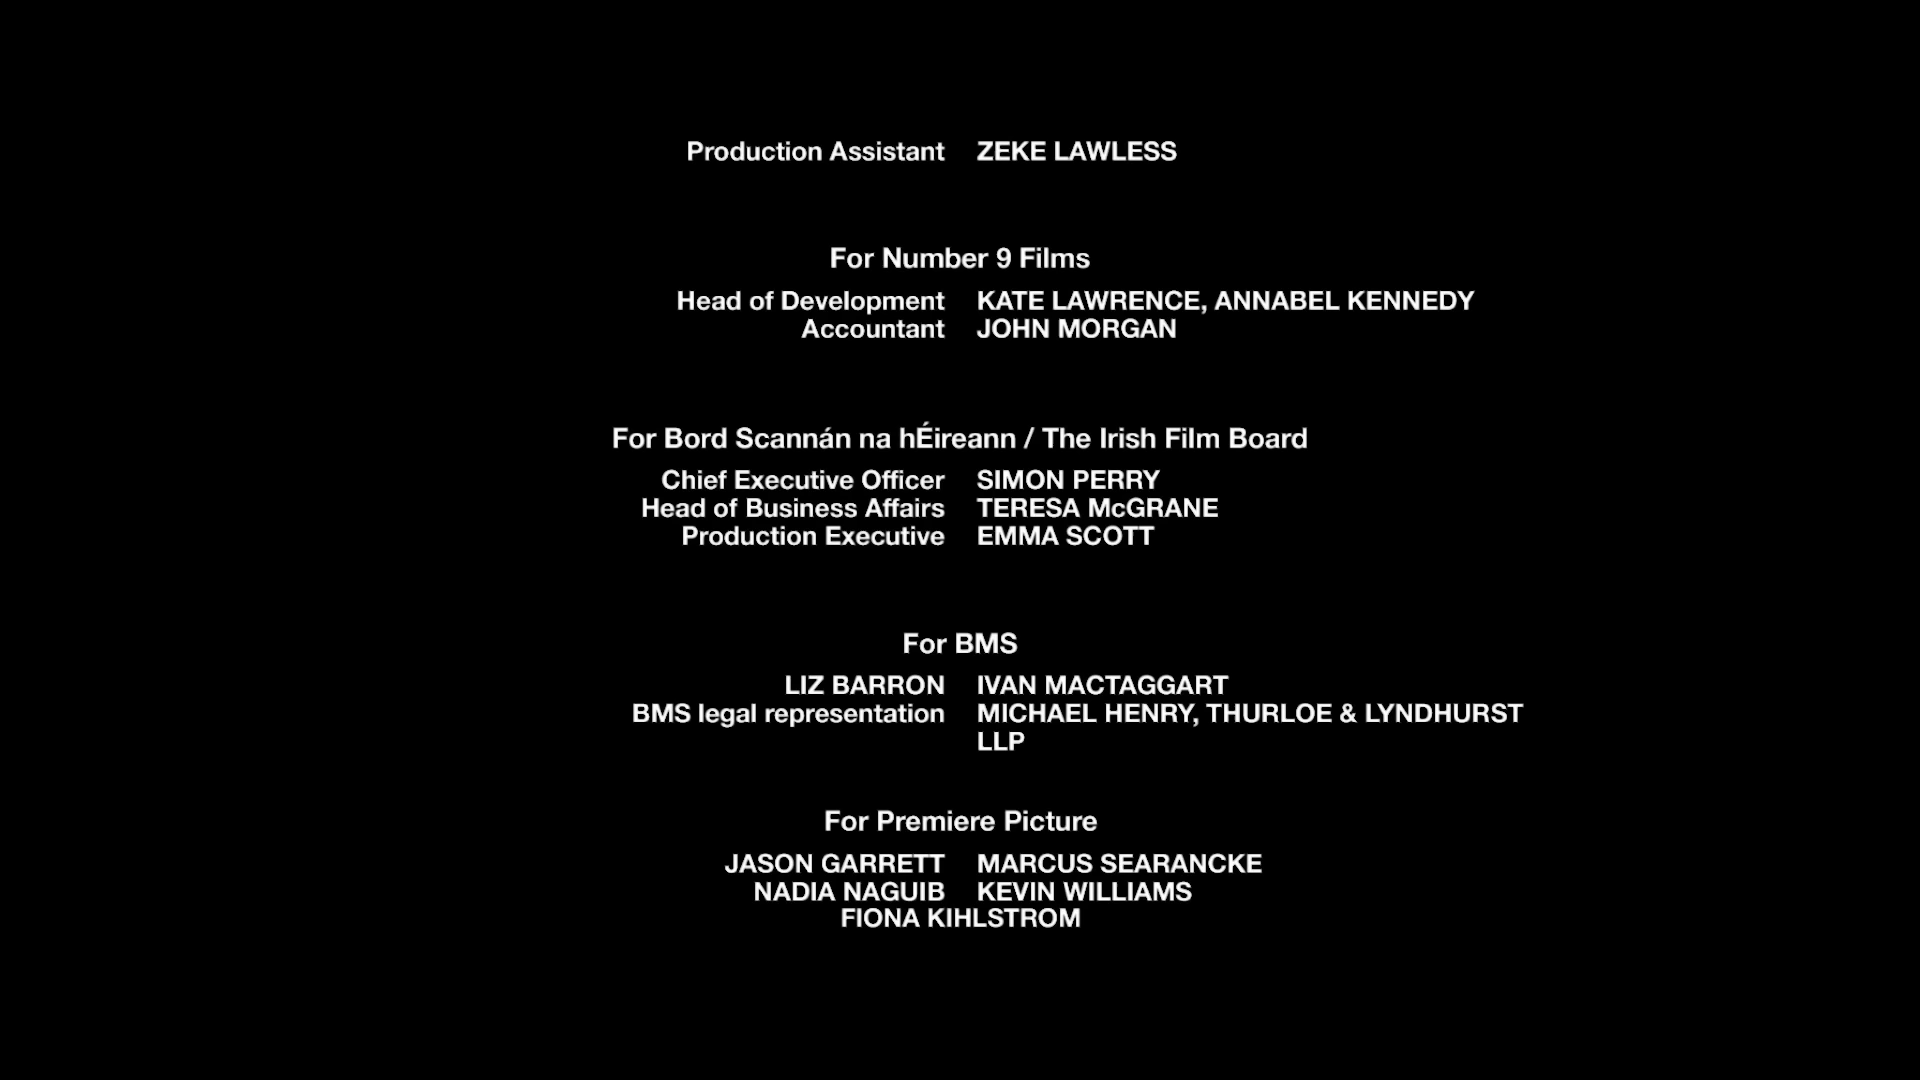 Production Assistant ZEKE LAWLESS
For Number 9 Films
Head of Development KATE LAWRENCE, ANNABEL KENNEDY
Accountant JOHN MORGAN
For Bord Scannán na hÉireann / The Irish Film Board
Chief Executive Officer SIMON PERRY
Head of Business Affairs TERESA McGRANE
Production Executive EMMA SCOTT
For BMS
LIZ BARRON IVAN MACTAGGART
BMS legal representation MICHAEL HENRY, THURLOE & LYNDHURST
LLP
For Premiere Picture
JASON GARRETT MARCUS SEARANCKE
NADIA NAGUIB KEVIN WILLIAMS
FIONA KIHLSTROM